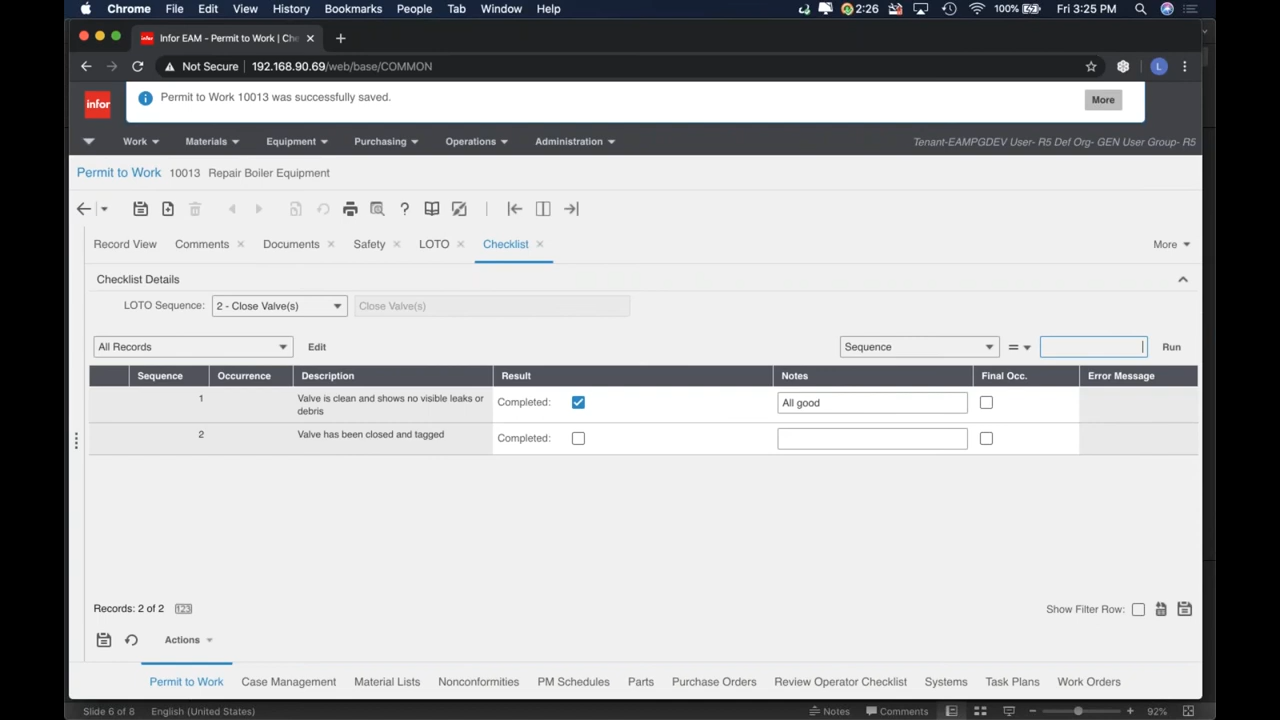 Chrome File Edit View History Bookmarks People Tab Window Help 2:26 100% Fri 3:25 PM
Infor EAM - Permit to Work | Che
Not Secure 192.168.90.69/web/base/COMMON L
infor Permit to Work 10013 was successfully saved. More
Work Materials Equipment Purchasing Operations Administration Tenant-EAMPGDEV User- R5 Def Org- GEN User Group- R5
Permit to Work 10013 Repair Boiler Equipment
Record View Comments Documents Safety LOTO Checklist More
Checklist Details
LOTO Sequence: 2 - Close Valve(s) Close Valve(s)
All Records Edit Sequence = Run
Sequence Occurrence Description Result Notes Final Occ. Error Message
1 Valve is clean and shows no visible leaks or Completed: All good
debris
2 Valve has been closed and tagged Completed:
Records: 2 of 2 123 Show Filter Row:
Actions
Permit to Work Case Management Material Lists Nonconformities PM Schedules Parts Purchase Orders Review Operator Checklist Systems Task Plans Work Orders
Slide 6 of 8 English (United States) Notes Comments 92%